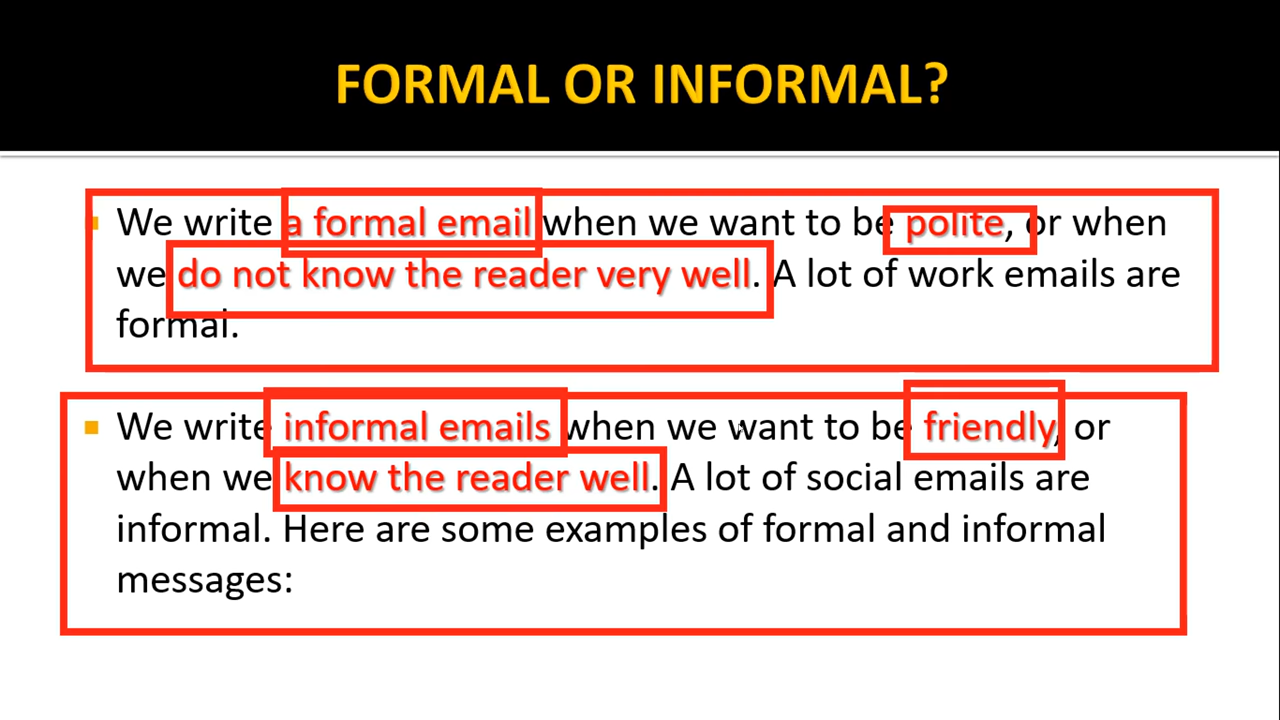 FORMAL OR INFORMAL?
We write a formal email when we want to be polite, or when
we do not know the reader very well. A lot of work emails are
formal.
We write informal emails when we want to be friendly, or
when we know the reader well. A lot of social emails are
informal. Here are some examples of formal and informal
messages: